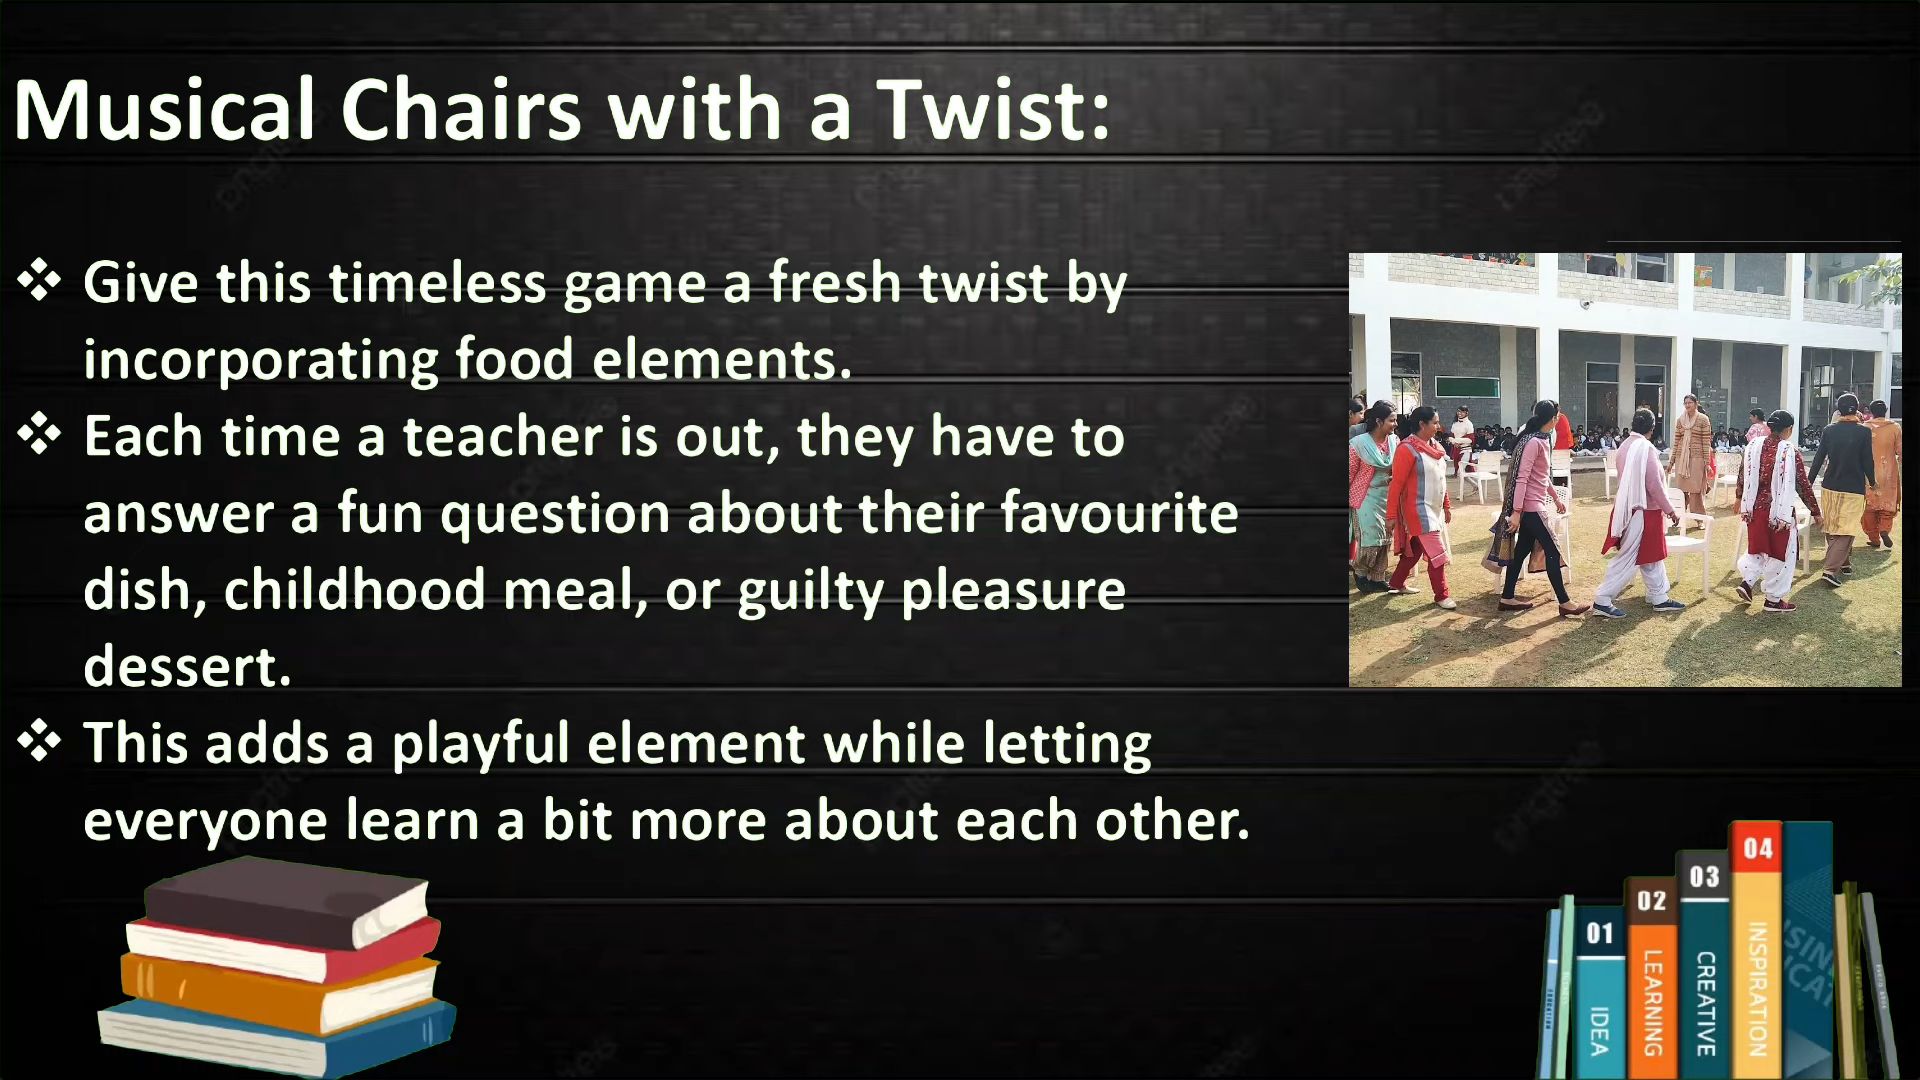 Musical Chairs with a Twist:
❖ Give this timeless game a fresh twist by
incorporating food elements.
❖ Each time a teacher is out, they have to
answer a fun question about their favourite
dish, childhood meal, or guilty pleasure
dessert.
❖ This adds a playful element while letting
everyone learn a bit more about each other.
01
IDEA
02
LEARNING
03
CREATIVE
04
INSPIRATION